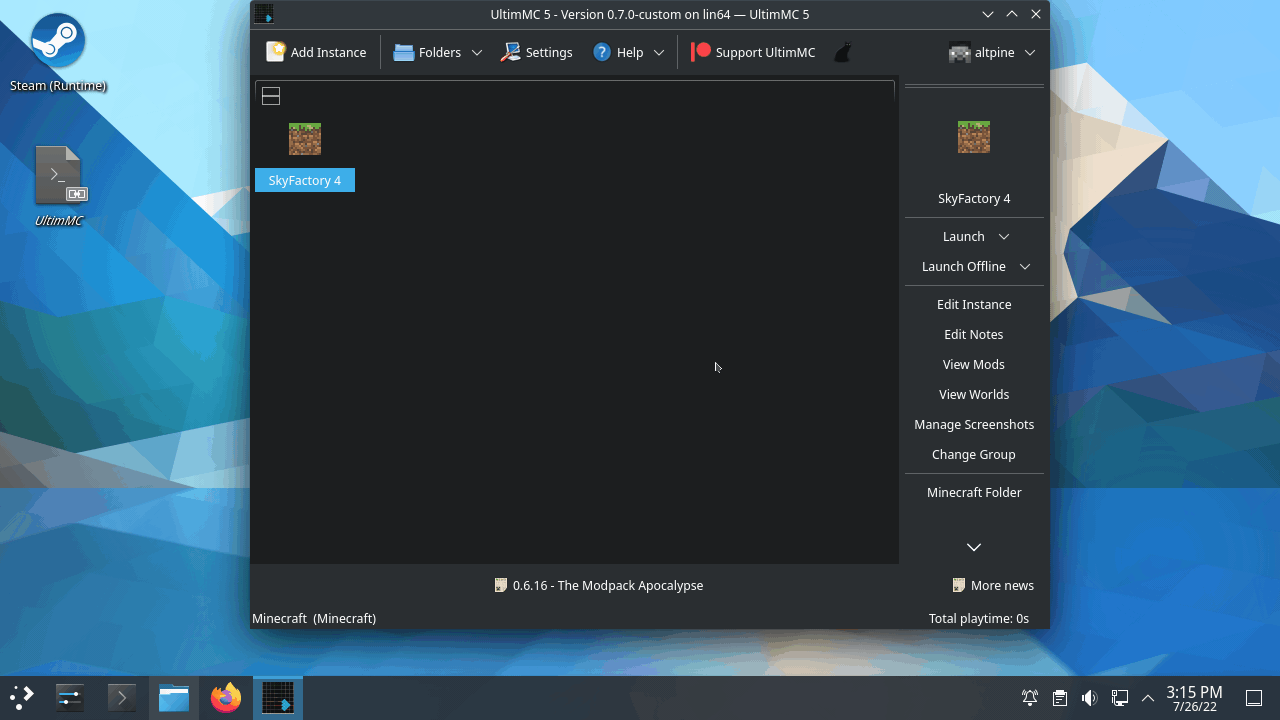 UltimMC 5 - Version 0.7.0-custom on lin64 — UltimMC 5
Steam (Runtime)
UltimMC
Add Instance
Folders
Settings
Help
Support UltimMC
altpine
SkyFactory 4
SkyFactory 4
Launch
Launch Offline
Edit Instance
Edit Notes
View Mods
View Worlds
Manage Screenshots
Change Group
Minecraft Folder
0.6.16 - The Modpack Apocalypse
More news
Minecraft (Minecraft)
Total playtime: 0s
3:15 PM
7/26/22